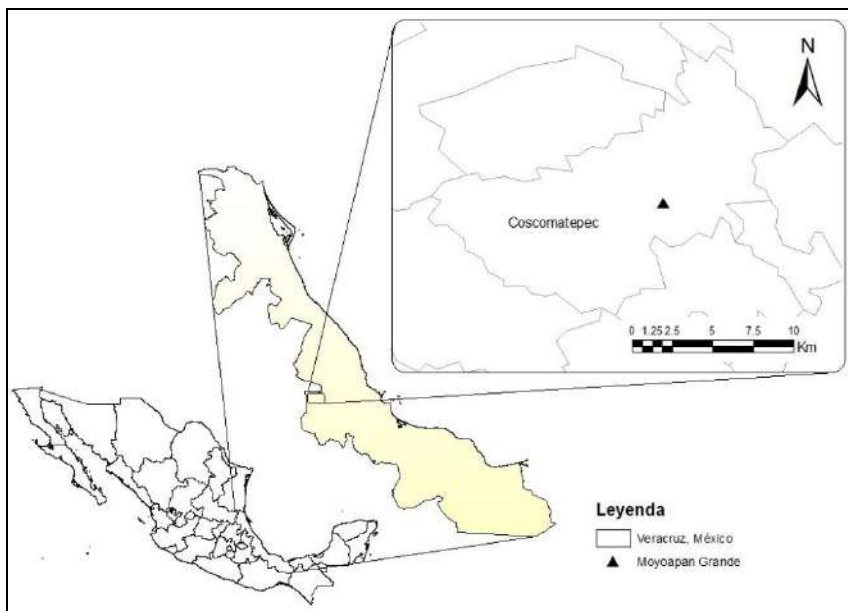 N
Coscomatepec
0 1.25 2.5 5 7.5 10
Km
Leyenda
Veracruz, México
Moyoapan Grande